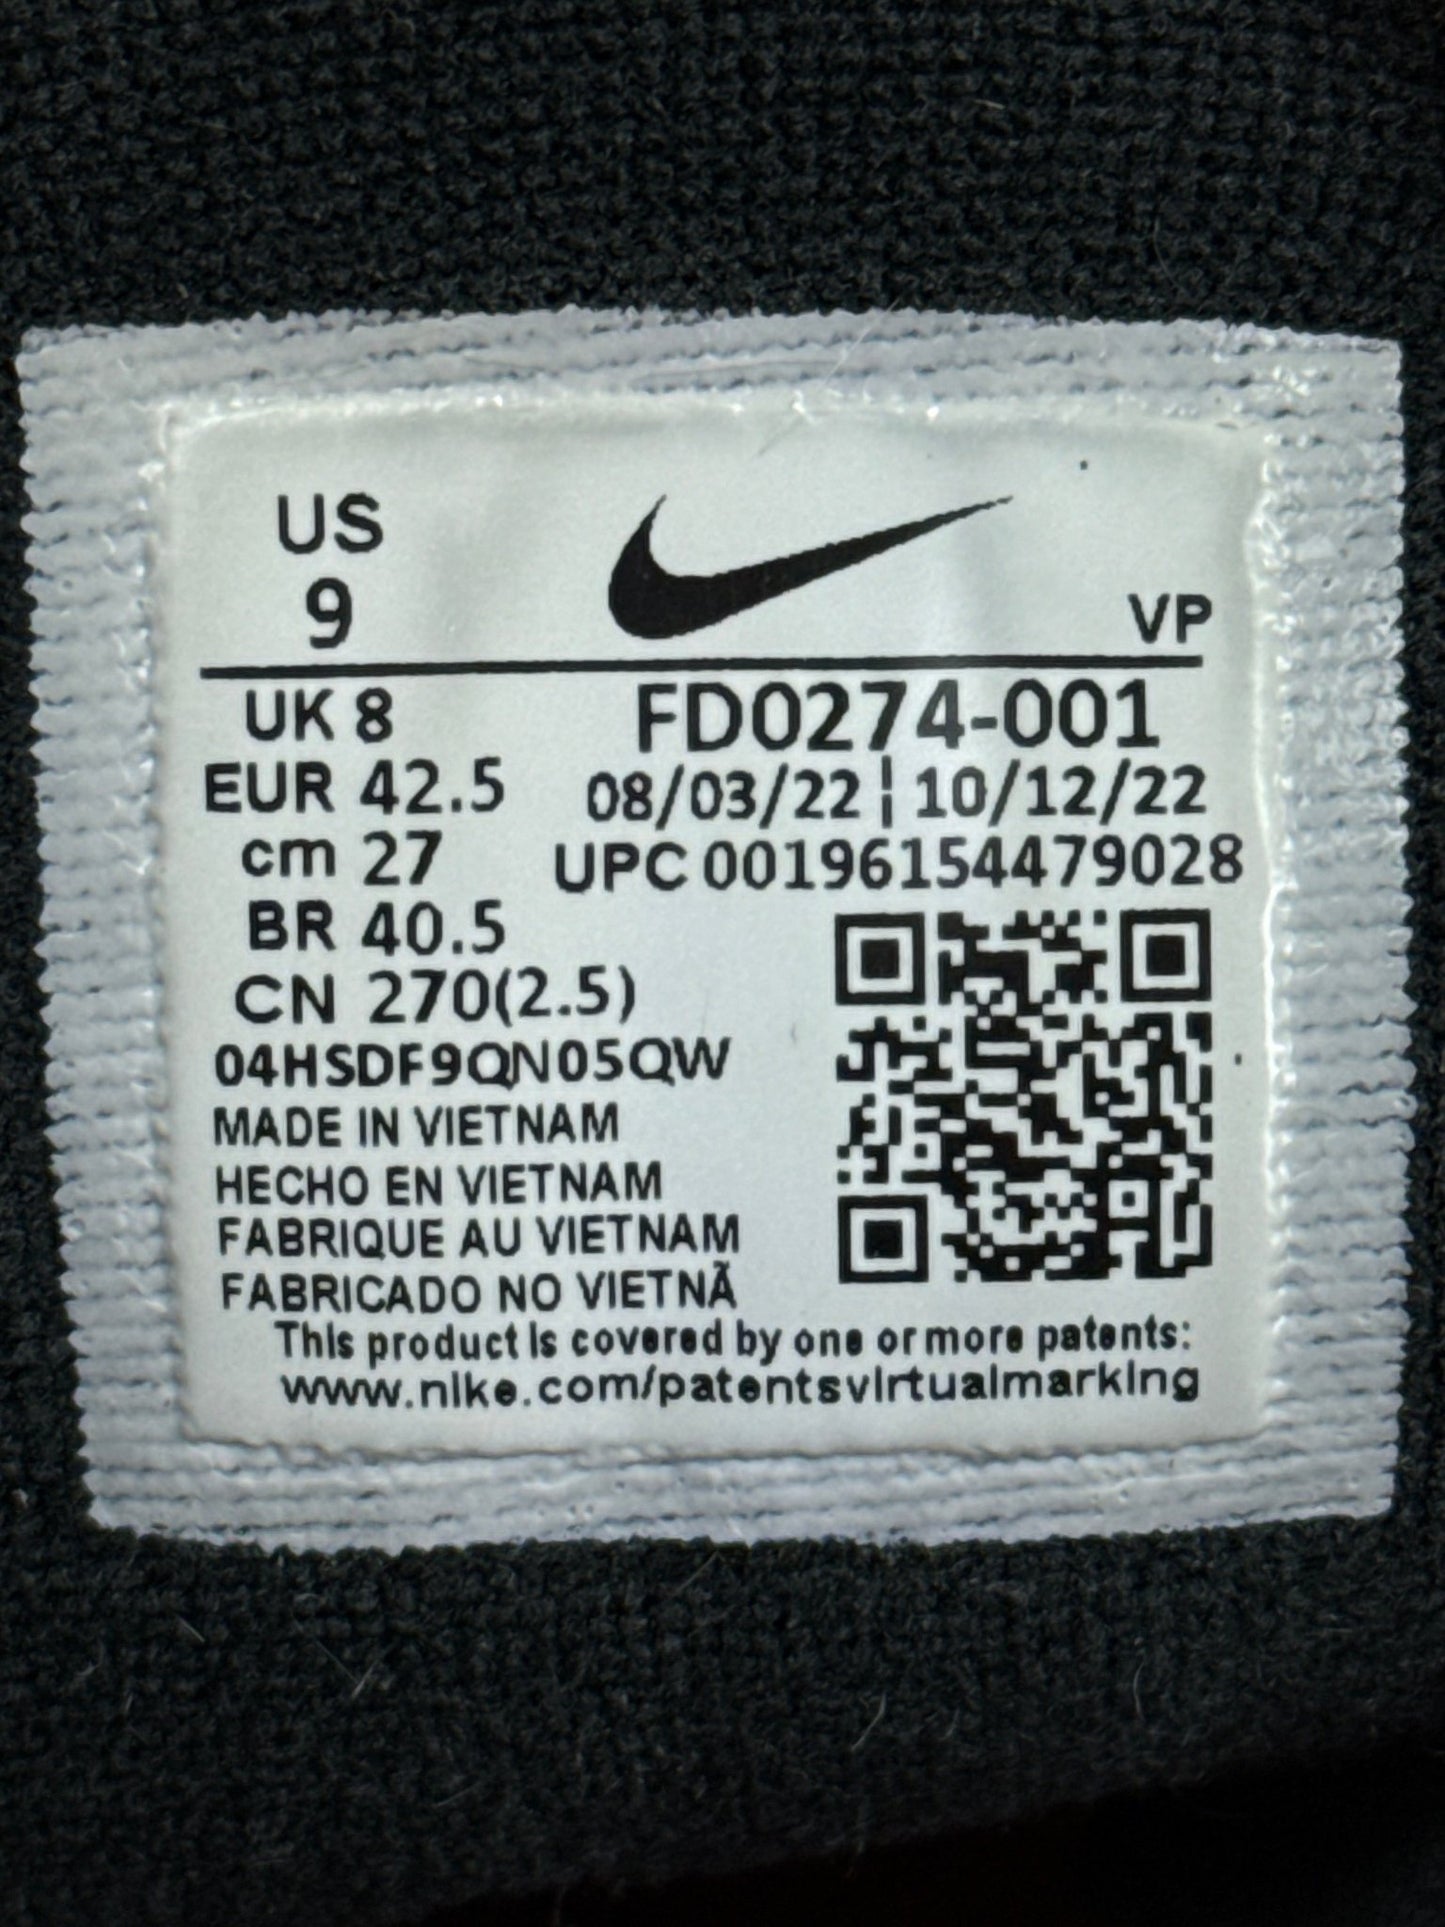 US
9
VP
UK 8
FD0274-001
EUR 42.5
08/03/22 | 10/12/22
cm 27
UPC 00196154479028
BR 40.5
CN 270(2.5)
04HSDF9QN05QW
MADE IN VIETNAM
HECHO EN VIETNAM
FABRIQUE AU VIETNAM
FABRICADO NO VIETNÃ
This product is covered by one or more patents:
www.nike.com/patentsvirtualmarking